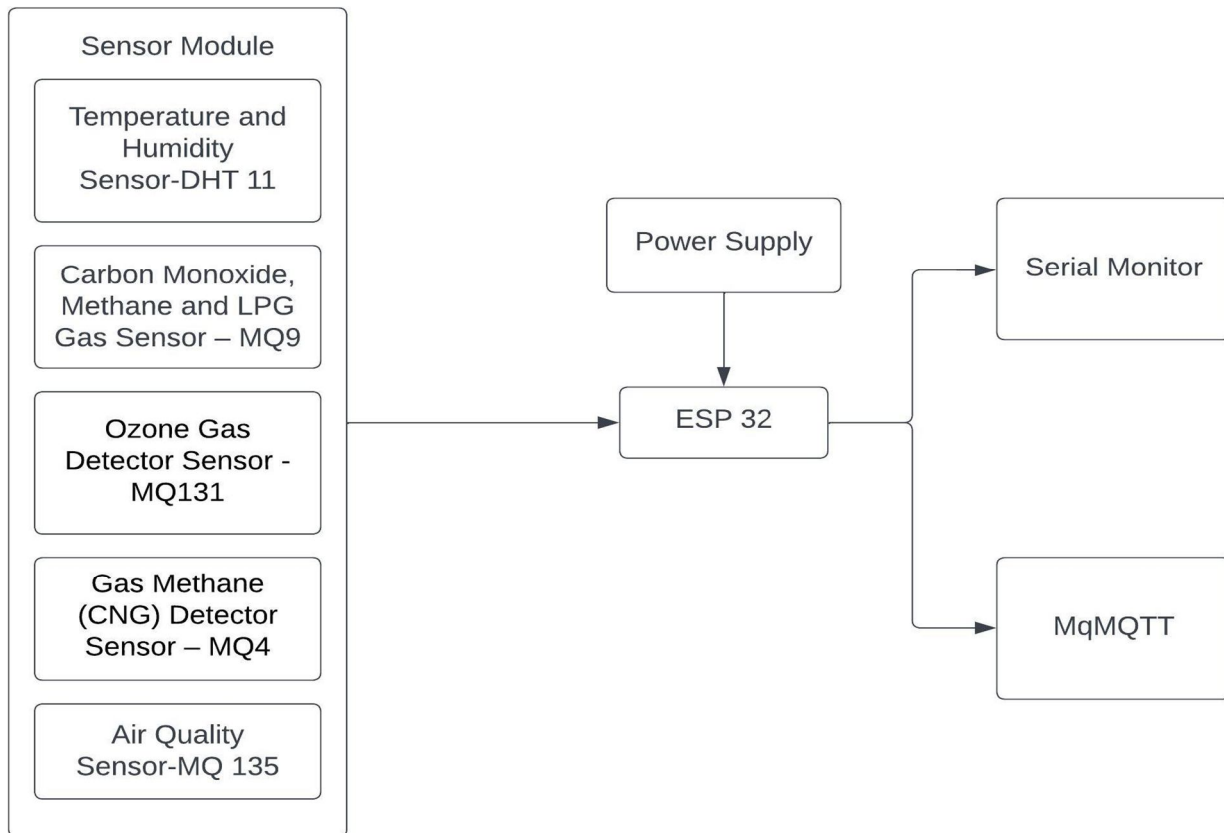 Sensor Module
Temperature and
Humidity
Sensor-DHT 11
Carbon Monoxide,
Methane and LPG
Gas Sensor – MQ9
Ozone Gas
Detector Sensor -
MQ131
Gas Methane
(CNG) Detector
Sensor – MQ4
Air Quality
Sensor-MQ 135
Power Supply
ESP 32
Serial Monitor
MqMQTT